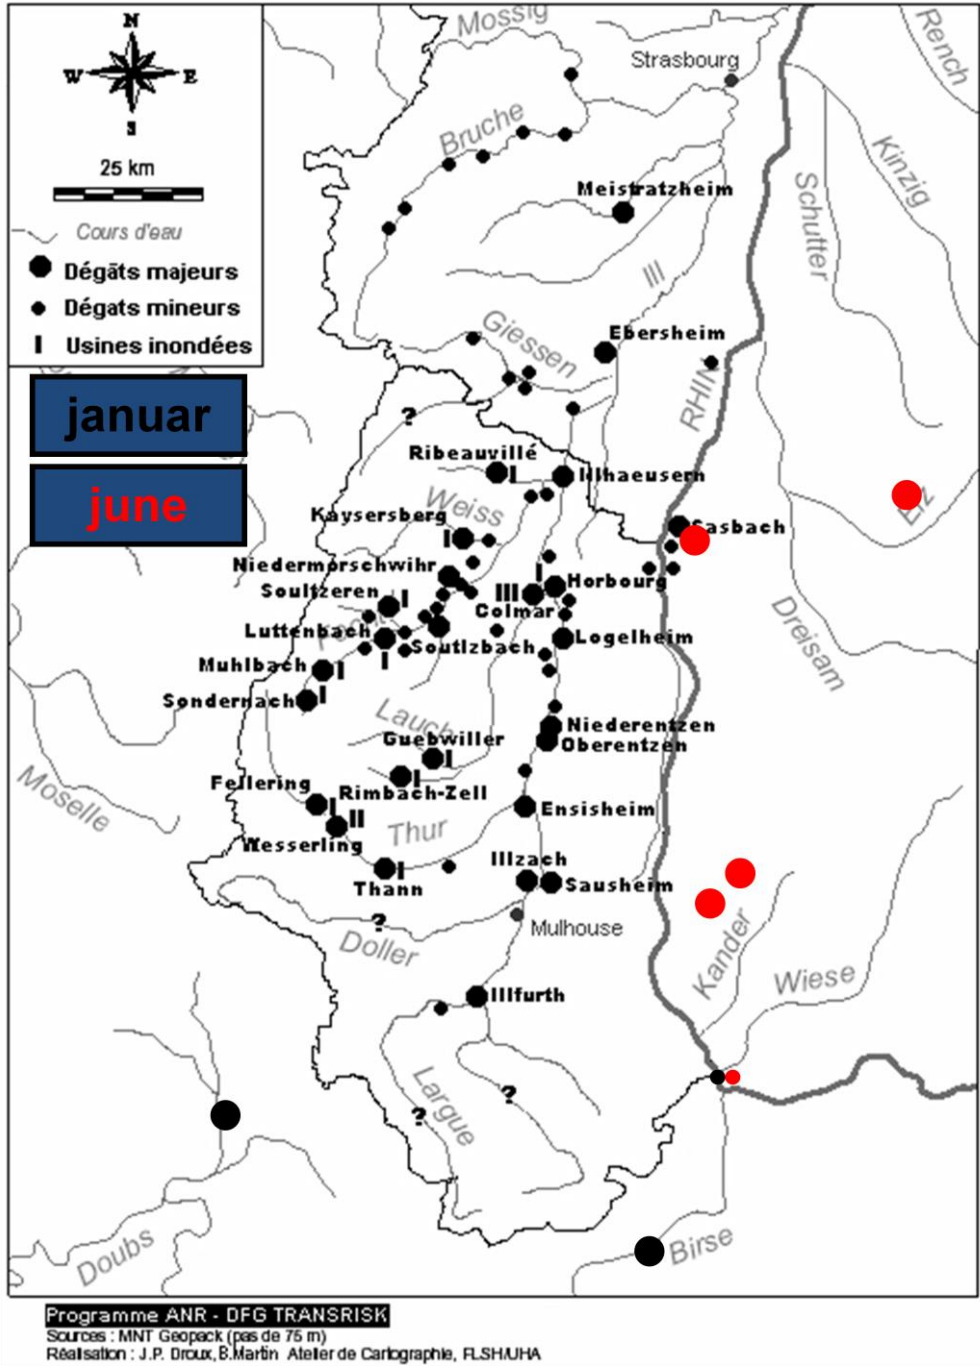 N
W E
S
25 km
Cours d'eau
Dégâts majeurs
Dégats mineurs
Usines inondées
januar
june
Mossig
Strasbourg
Rench
Bruche
Kinzig
Meistratzheim
Schutter
Ill
Giessen
Ebersheim
RHIN
?
Ribeauvillé
Illhaeusern
Weiss
Elz
Kaysersberg
Sasbach
Niedermorschwihr
Soultzeren
Horbourg
Colmar
Fecht
Luttenbach
Soutlzbach
Logelheim
Dreisam
Muhlbach
Sondernach
Lauch
Niederentzen
Guebwiller
Oberentzen
Moselle
Fellering
Rimbach-Zell
Ensisheim
Thur
Wesserling
Illzach
Thann
Sausheim
?
Mulhouse
Doller
Kander
Wiese
Illfurth
Largue
?
?
Doubs
Birse
Programme ANR - DFG TRANSRISK
Sources : MNT Geopack (pas de 75 m)
Réalisation : J.P. Droux, B.Martin Atelier de Cartographie, FLSH/UHA